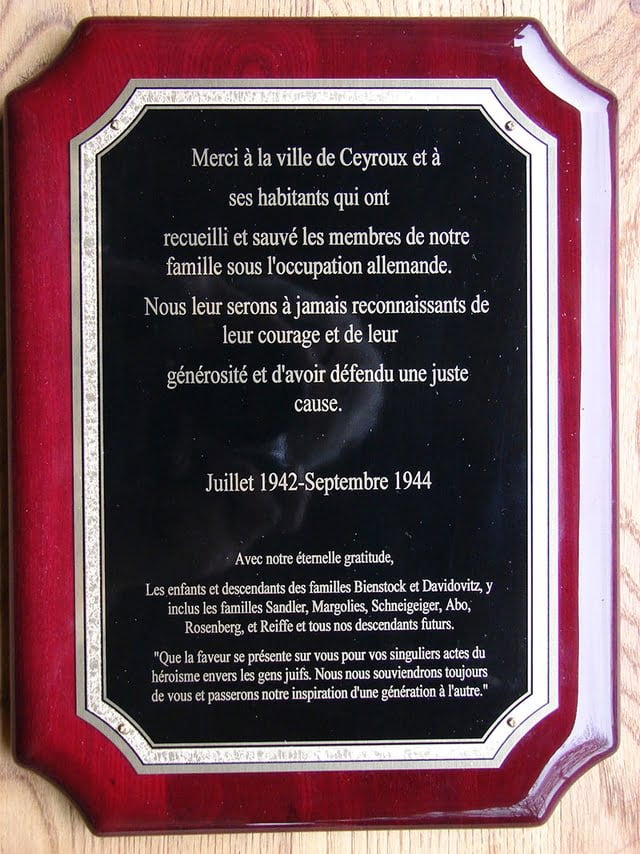 Merci à la ville de Ceyroux et à
ses habitants qui ont
recueilli et sauvé les membres de notre
famille sous l'occupation allemande.
Nous leur serons à jamais reconnaissants de
leur courage et de leur
générosité et d'avoir défendu une juste
cause.
Juillet 1942-Septembre 1944
Avec notre éternelle gratitude,
Les enfants et descendants des familles Bienstock et Davidovitz, y
inclus les familles Sandler, Margolies, Schneigeiger, Abo,
Rosenberg, et Reiffe et tous nos descendants futurs.
"Que la faveur se présente sur vous pour vos singuliers actes du
héroisme envers les gens juifs. Nous nous souviendrons toujours
de vous et passerons notre inspiration d'une génération à l'autre."